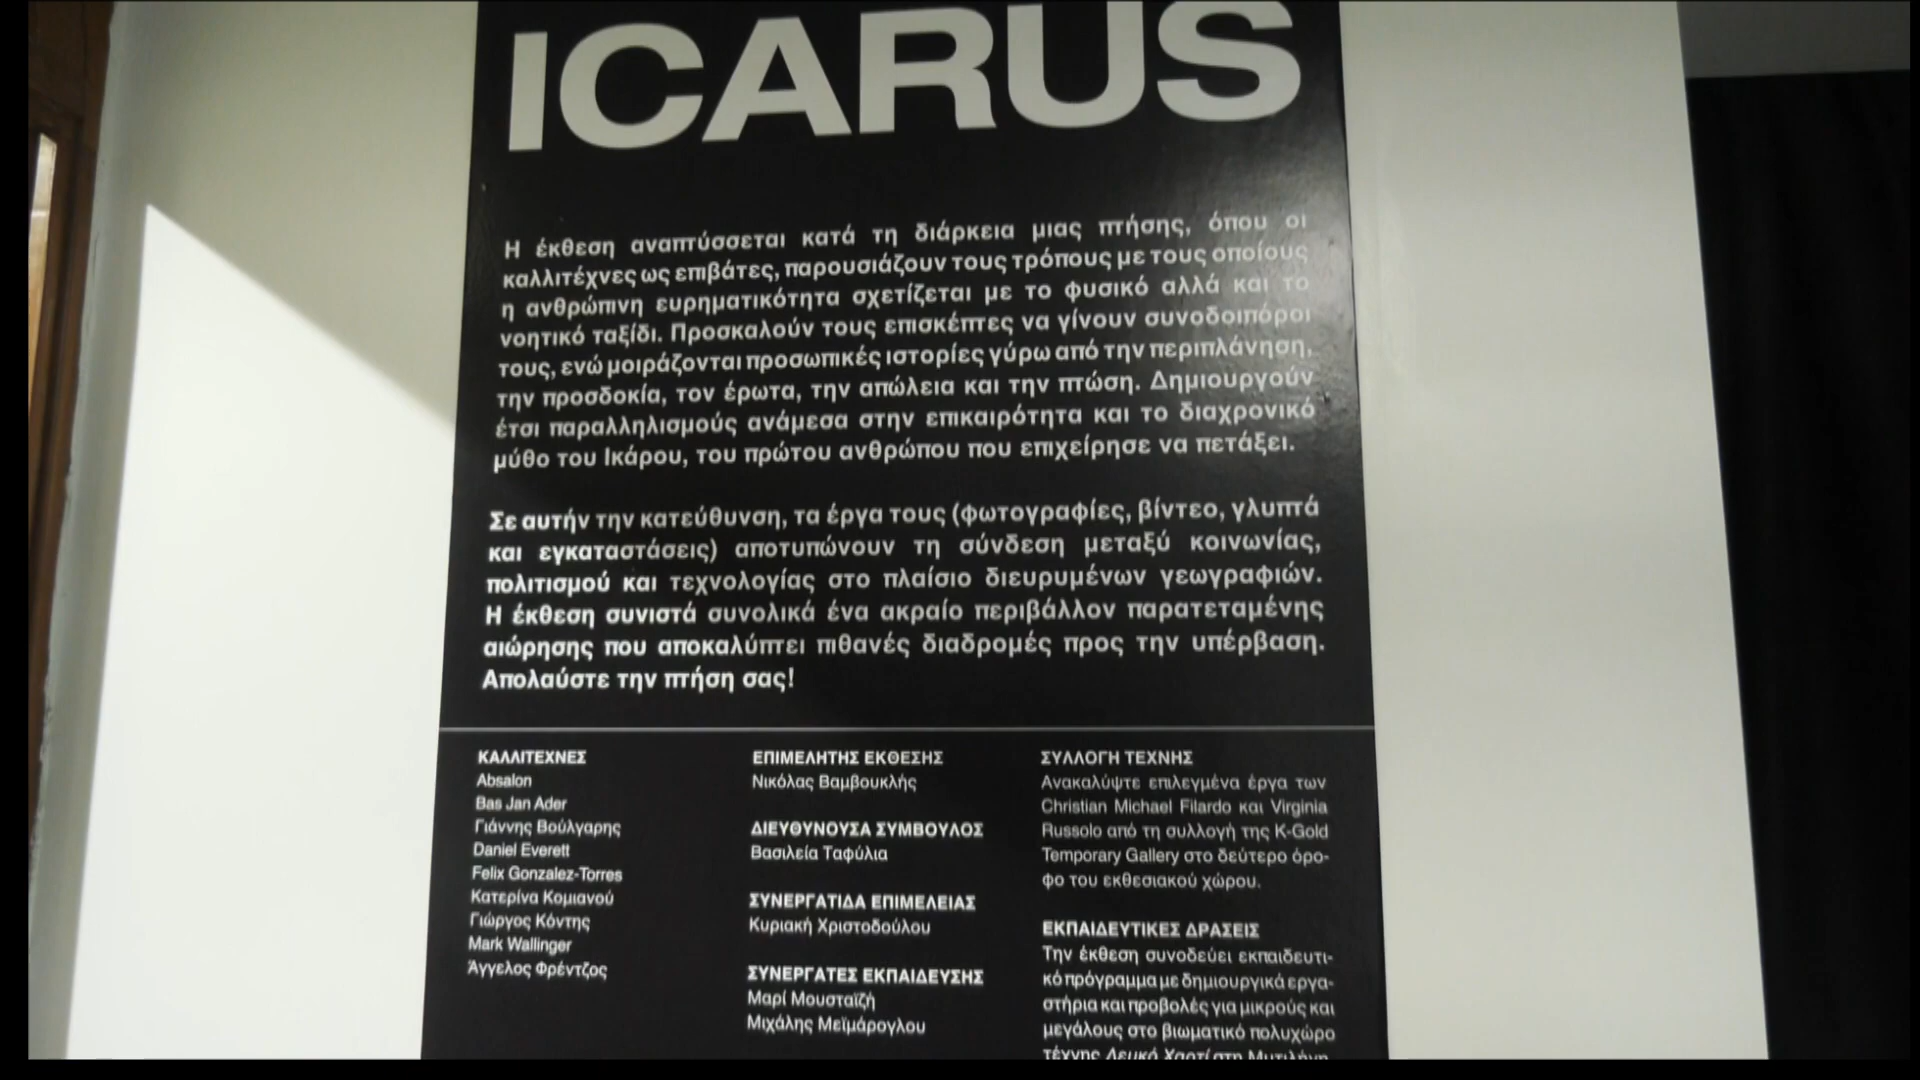 ICARUS
Η έκθεση αναπτύσσεται κατά τη διάρκεια μιας πτήσης, όπου οι
καλλιτέχνες ως επιβάτες, παρουσιάζουν τους τρόπους με τους οποίους
η ανθρώπινη ευρηματικότητα σχετίζεται με το φυσικό αλλά και το
νοητικό ταξίδι. Προσκαλούν τους επισκέπτες να γίνουν συνοδοιπόροι
τους, ενώ μοιράζονται προσωπικές ιστορίες γύρω από την περιπλάνηση,
την προσδοκία, τον έρωτα, την απώλεια και την πτώση. Δημιουργούν
έτσι παραλληλισμούς ανάμεσα στην επικαιρότητα και το διαχρονικό
μύθο του Ικάρου, του πρώτου ανθρώπου που επιχείρησε να πετάξει.
Σε αυτήν την κατεύθυνση, τα έργα τους (φωτογραφίες, βίντεο, γλυπτά
και εγκαταστάσεις) αποτυπώνουν τη σύνδεση μεταξύ κοινωνίας,
πολιτισμού και τεχνολογίας στο πλαίσιο διευρυμένων γεωγραφιών.
Η έκθεση συνιστά συνολικά ένα ακραίο περιβάλλον παρατεταμένης
αιώρησης που αποκαλύπτει πιθανές διαδρομές προς την υπέρβαση.
Απολαύστε την πτήση σας!
ΚΑΛΛΙΤΕΧΝΕΣ
Absalon
Bas Jan Ader
Γιάννης Βούλγαρης
Daniel Everett
Felix Gonzalez-Torres
Κατερίνα Κομιανού
Γιώργος Κόντης
Mark Wallinger
Άγγελος Φρέντζος
ΕΠΙΜΕΛΗΤΗΣ ΕΚΘΕΣΗΣ
Νικόλας Βαμβουκλής
ΔΙΕΥΘΥΝΟΥΣΑ ΣΥΜΒΟΥΛΟΣ
Βασιλεία Ταφύλια
ΣΥΝΕΡΓΑΤΙΔΑ ΕΠΙΜΕΛΕΙΑΣ
Κυριακή Χριστοδούλου
ΣΥΝΕΡΓΑΤΕΣ ΕΚΠΑΙΔΕΥΣΗΣ
Μαρί Μουσταϊζή
Μιχάλης Μεϊμάρογλου
ΣΥΛΛΟΓΗ ΤΕΧΝΗΣ
Ανακαλύψτε επιλεγμένα έργα των
Christian Michael Filardo και Virginia
Russolo από τη συλλογή της K-Gold
Temporary Gallery στο δεύτερο όρο-
φο του εκθεσιακού χώρου.
ΕΚΠΑΙΔΕΥΤΙΚΕΣ ΔΡΑΣΕΙΣ
Την έκθεση συνοδεύει εκπαιδευτι-
κό πρόγραμμα με δημιουργικά εργα-
στήρια και προβολές για μικρούς και
μεγάλους στο βιωματικό πολυχώρο
τέχνης Λευκό Χαρτί στη Μυτιλήνη